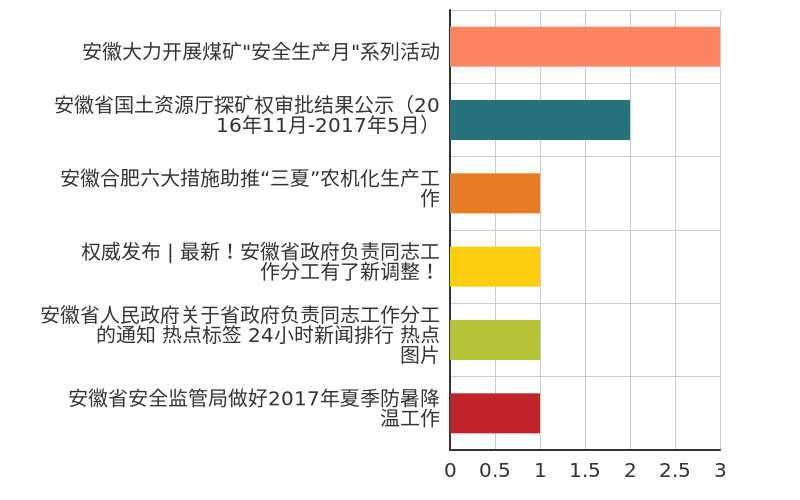 安徽大力开展煤矿"安全生产月"系列活动
安徽省国土资源厅探矿权审批结果公示（20
16年11月-2017年5月）
安徽合肥六大措施助推“三夏”农机化生产工
作
权威发布 | 最新！安徽省政府负责同志工
作分工有了新调整！
安徽省人民政府关于省政府负责同志工作分工
的通知 热点标签 24小时新闻排行 热点
图片
安徽省安全监管局做好2017年夏季防暑降
温工作
0 0.5 1 1.5 2 2.5 3